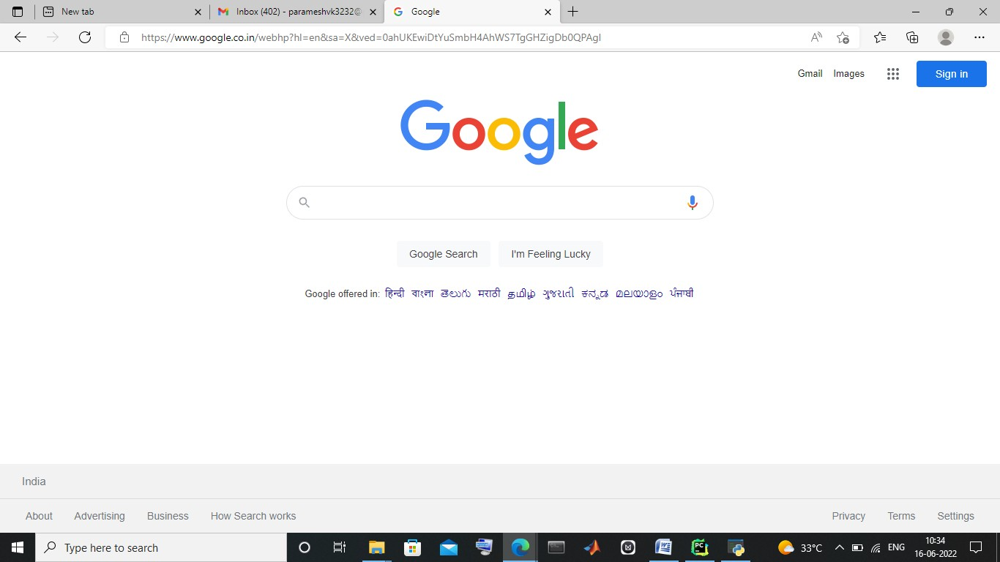 New tab
Inbox (402) - parameshvk3232@
Google
https://www.google.co.in/webhp?hl=en&sa=X&ved=0ahUKEwiDtYuSmbH4AhWS7TgGHZigDb0QPAgI
Gmail Images Sign in
Google
Google Search I'm Feeling Lucky
Google offered in: हिन्दी বাংলা తెలుగు मराठी தமிழ் ગુજરાતી ಕನ್ನಡ മലയാളം ਪੰਜਾਬੀ
India
About Advertising Business How Search works Privacy Terms Settings
Type here to search 33°C ENG 10:34
16-06-2022